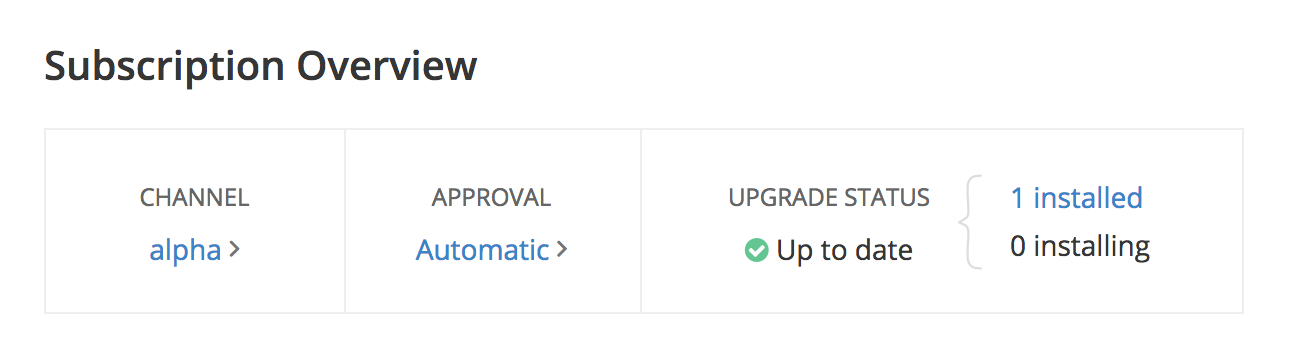 Subscription Overview
CHANNEL
alpha
APPROVAL
Automatic
UPGRADE STATUS
Up to date
1 installed
0 installing